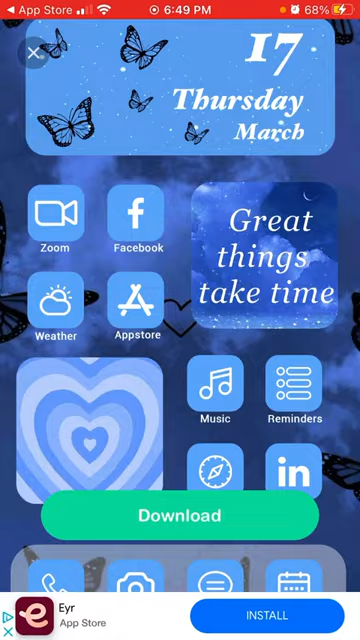 App Store
6:49 PM
68%
17
Thursday
March
Zoom
Facebook
Great
things
take time
Weather
Appstore
Music
Reminders
in
Download
Eyr
App Store
INSTALL